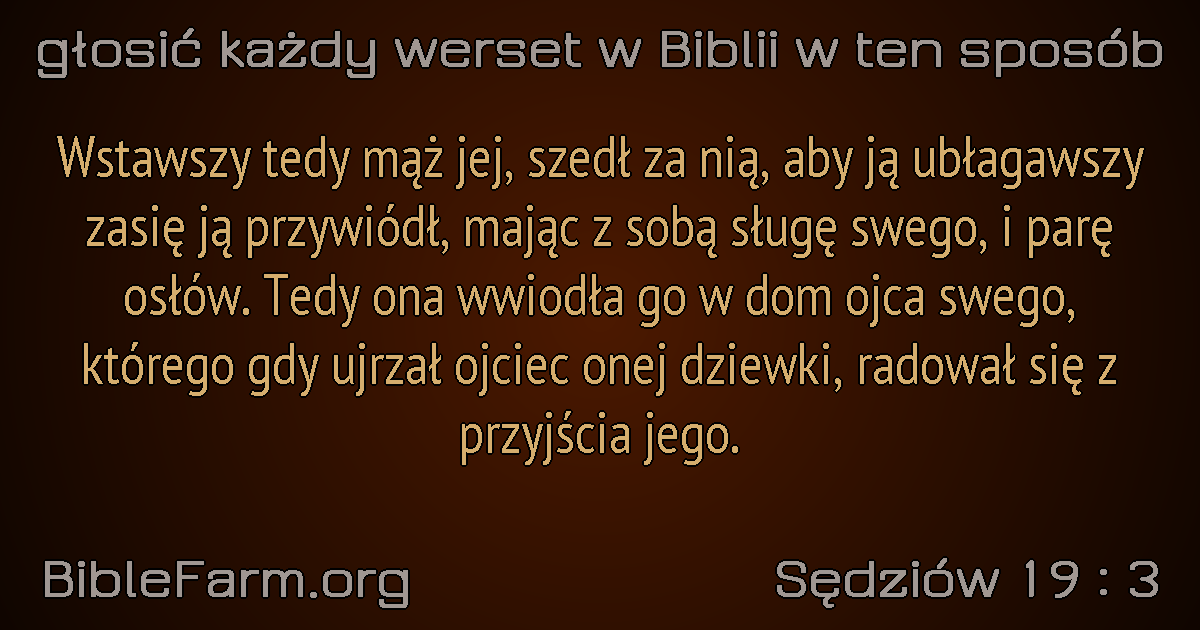 głosić każdy werset w Biblii w ten sposób
Wstawszy tedy mąż jej, szedł za nią, aby ją ubłagawszy
zasię ją przywiódł, mając z sobą sługę swego, i parę
osłów. Tedy ona wwiodła go w dom ojca swego,
którego gdy ujrzał ojciec onej dziewki, radował się z
przyjścia jego.
BibleFarm.org
Sędziów 19 : 3